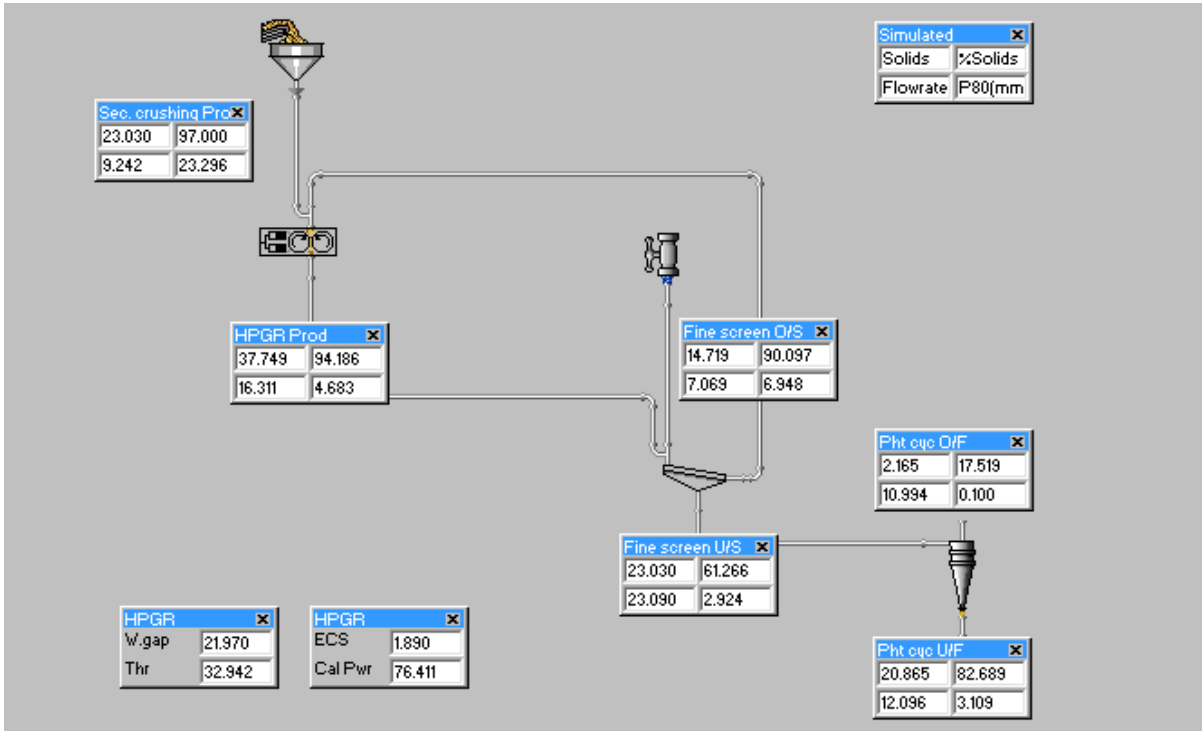 Simulated
Solids %Solids
Flowrate P80(mm
Sec. crushing Pro
23.030 97.000
9.242 23.296
HPGR Prod
37.749 94.186
16.311 4.683
Fine screen O/S
14.719 90.097
7.069 6.948
Pht cyc O/F
2.165 17.519
10.994 0.100
Fine screen U/S
23.030 61.266
23.090 2.924
HPGR
W.gap 21.970
Thr 32.942
HPGR
ECS 1.890
Cal Pwr 76.411
Pht cyc U/F
20.865 82.689
12.096 3.109